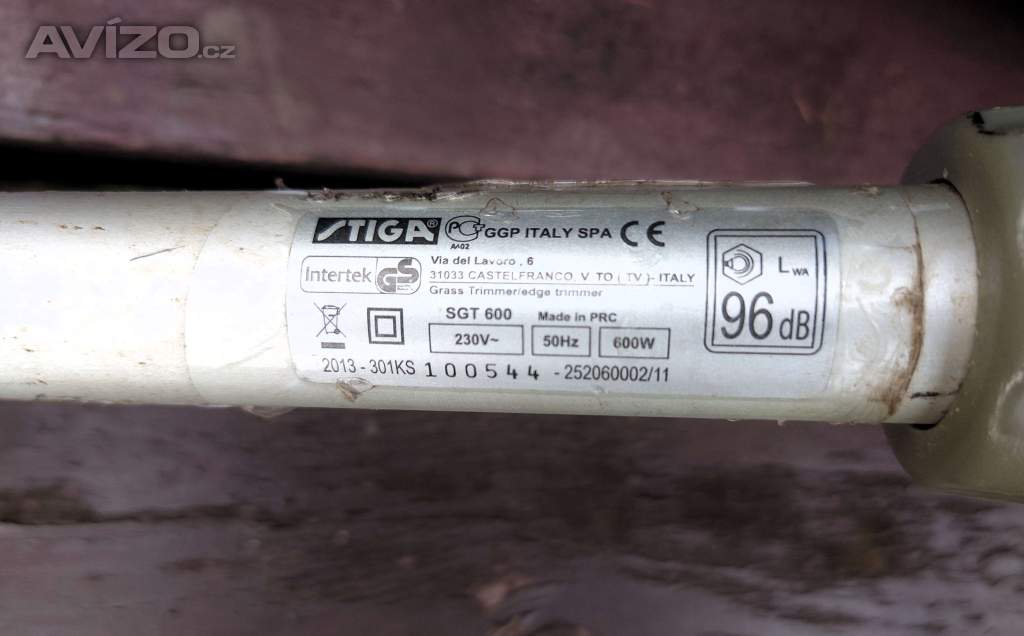 AVÍZO.cz
STIGA® PG GGP ITALY SPA CE
AA02
Via del Lavoro , 6
31033 CASTELFRANCO. V. TO ( TV )- ITALY
Intertek GS
Grass Trimmer/edge trimmer
SGT 600 Made in PRC
230V~ 50Hz 600W
2013 - 301KS 100544 - 252060002/11
LWA
96 dB